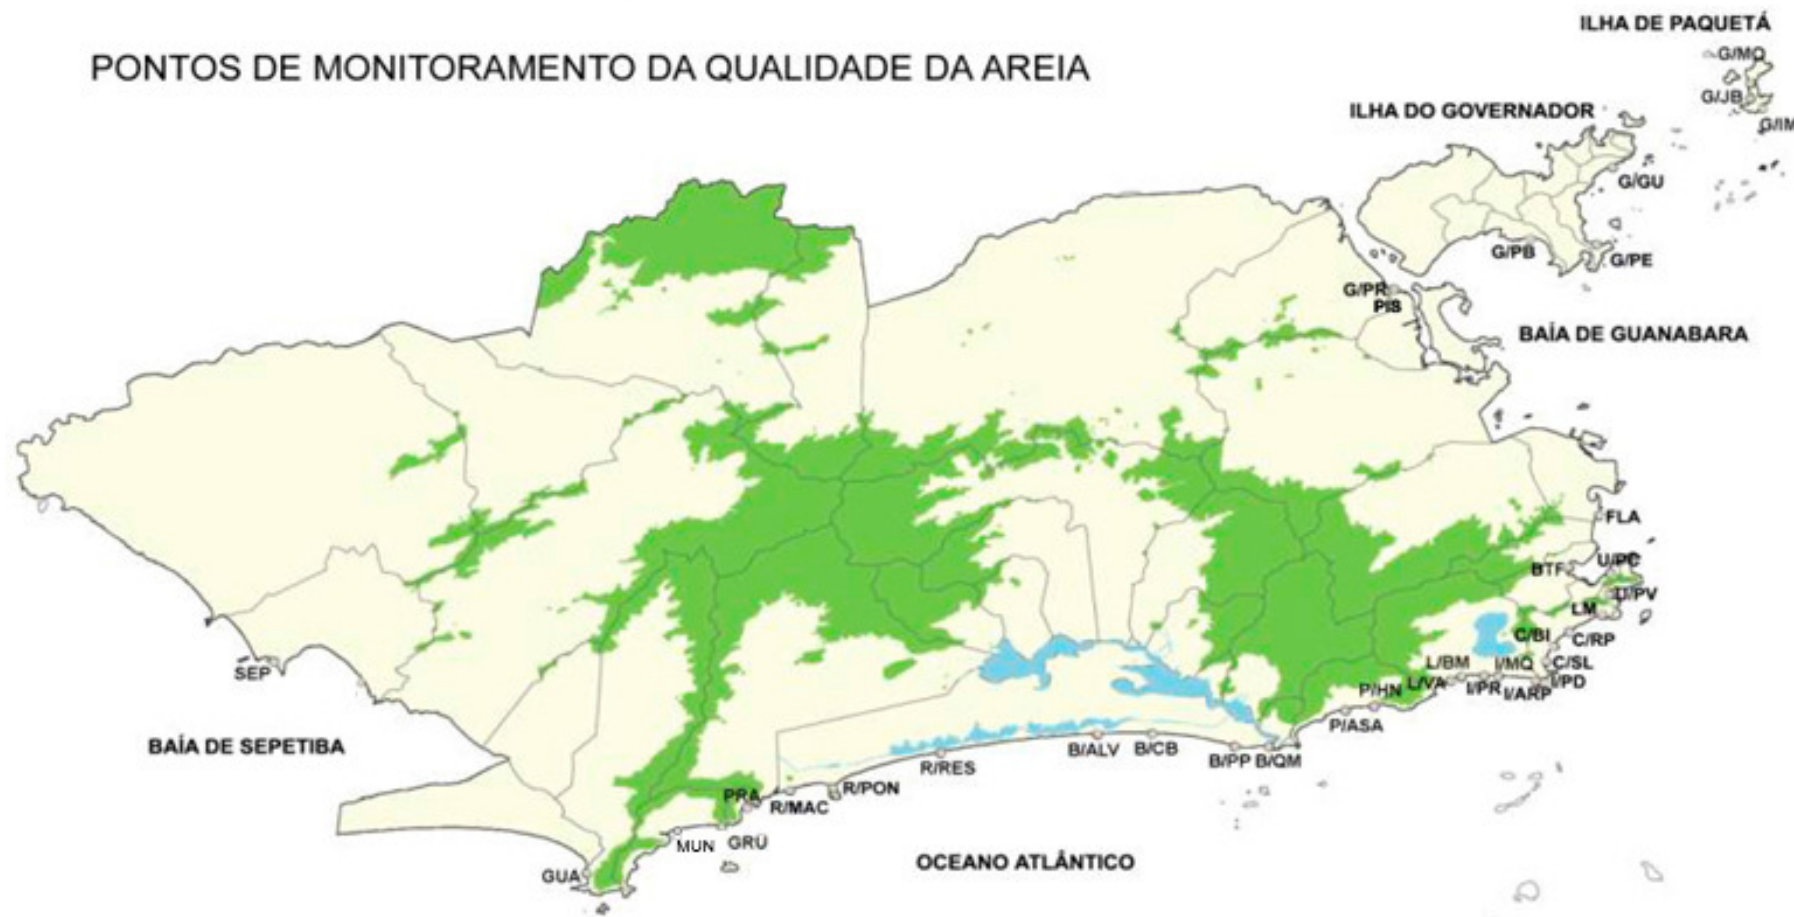 ILHA DE PAQUETÁ
G/MO
PONTOS DE MONITORAMENTO DA QUALIDADE DA AREIA
G/JB
ILHA DO GOVERNADOR
G/IM
G/GU
G/PB
G/PE
G/PR
PIS
BAÍA DE GUANABARA
FLA
U/PC
BTF
U/PV
LM
C/BI
C/RP
L/BM
I/MQ
C/SL
SEP
P/HN
L/VA
I/PR
I/PD
I/ARP
P/ASA
BAÍA DE SEPETIBA
B/ALV
B/CB
B/PP
B/QM
R/RES
R/PON
PRA
R/MAC
MUN
GRÚ
OCEANO ATLÂNTICO
GUA